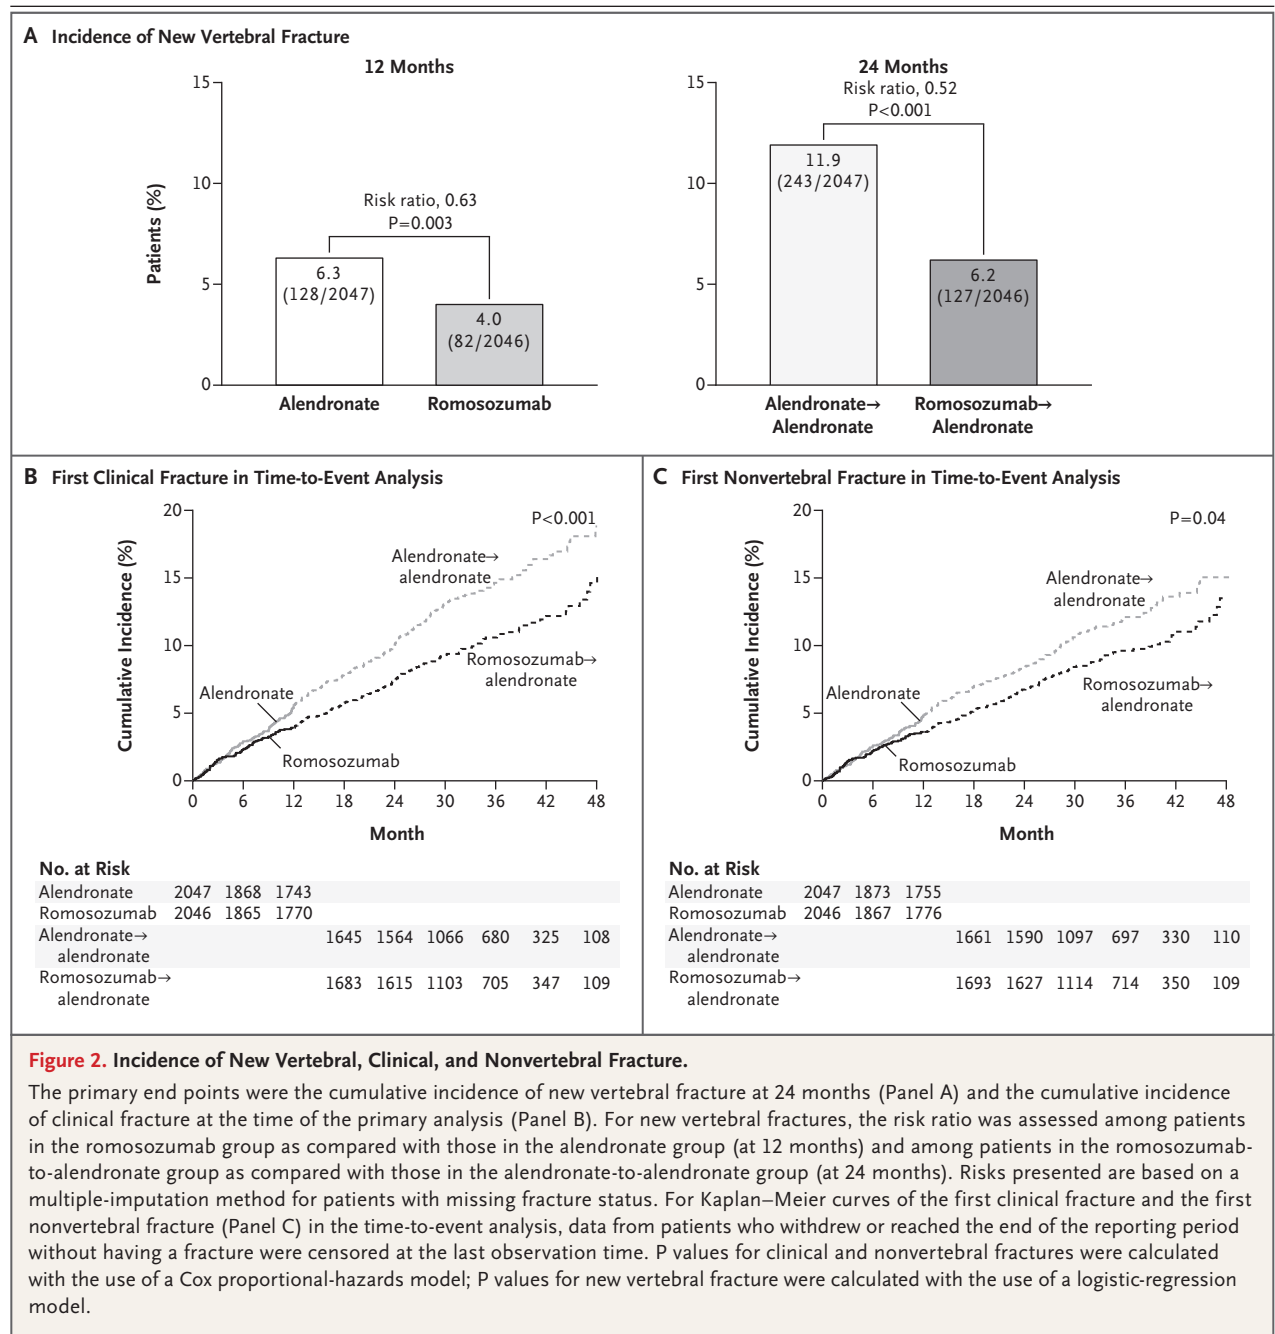 A Incidence of New Vertebral Fracture
12 Months
15
10
5
0
Patients (%)
Risk ratio, 0.63
P=0.003
6.3
(128/2047)
4.0
(82/2046)
Alendronate
Romosozumab
24 Months
15
10
5
0
Risk ratio, 0.52
P<0.001
11.9
(243/2047)
6.2
(127/2046)
Alendronate→
Alendronate
Romosozumab→
Alendronate
B First Clinical Fracture in Time-to-Event Analysis
20
15
10
5
0
Cumulative Incidence (%)
P<0.001
Alendronate→
alendronate
Romosozumab→
alendronate
Alendronate
Romosozumab
0 6 12 18 24 30 36 42 48
Month
No. at Risk
Alendronate 2047 1868 1743
Romosozumab 2046 1865 1770
Alendronate→
alendronate 1645 1564 1066 680 325 108
Romosozumab→
alendronate 1683 1615 1103 705 347 109
C First Nonvertebral Fracture in Time-to-Event Analysis
20
15
10
5
0
Cumulative Incidence (%)
P=0.04
Alendronate→
alendronate
Romosozumab→
alendronate
Alendronate
Romosozumab
0 6 12 18 24 30 36 42 48
Month
No. at Risk
Alendronate 2047 1873 1755
Romosozumab 2046 1867 1776
Alendronate→
alendronate 1661 1590 1097 697 330 110
Romosozumab→
alendronate 1693 1627 1114 714 350 109
Figure 2. Incidence of New Vertebral, Clinical, and Nonvertebral Fracture.
The primary end points were the cumulative incidence of new vertebral fracture at 24 months (Panel A) and the cumulative incidence
of clinical fracture at the time of the primary analysis (Panel B). For new vertebral fractures, the risk ratio was assessed among patients
in the romosozumab group as compared with those in the alendronate group (at 12 months) and among patients in the romosozumab-
to-alendronate group as compared with those in the alendronate-to-alendronate group (at 24 months). Risks presented are based on a
multiple-imputation method for patients with missing fracture status. For Kaplan–Meier curves of the first clinical fracture and the first
nonvertebral fracture (Panel C) in the time-to-event analysis, data from patients who withdrew or reached the end of the reporting period
without having a fracture were censored at the last observation time. P values for clinical and nonvertebral fractures were calculated
with the use of a Cox proportional-hazards model; P values for new vertebral fracture were calculated with the use of a logistic-regression
model.